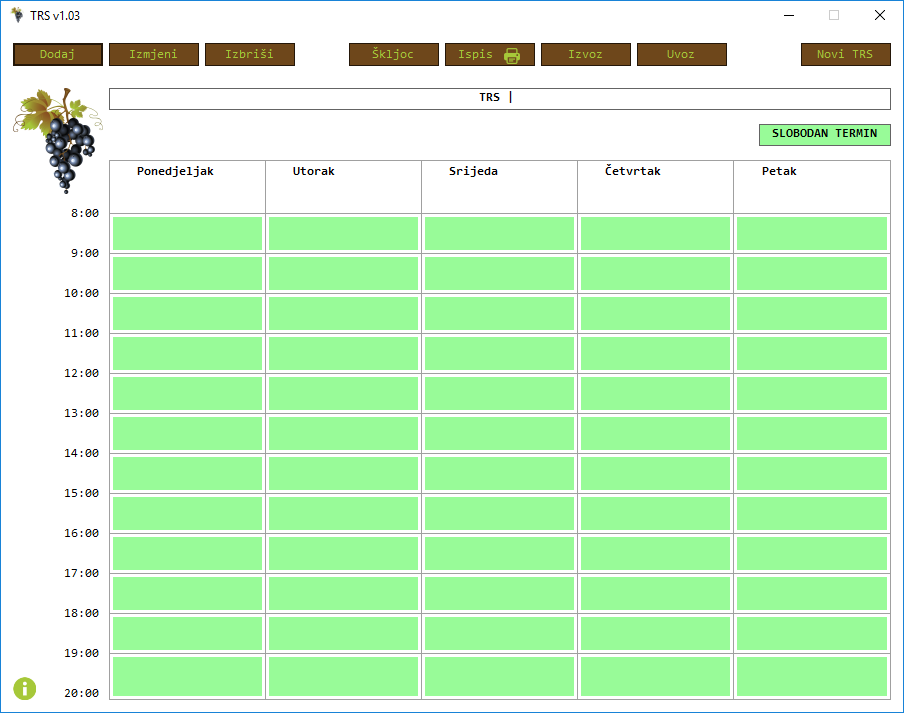 TRS v1.03
Dodaj Izmjeni Izbriši Škljoc Ispis Izvoz Uvoz Novi TRS
TRS |
SLOBODAN TERMIN
Ponedjeljak Utorak Srijeda Četvrtak Petak
8:00
9:00
10:00
11:00
12:00
13:00
14:00
15:00
16:00
17:00
18:00
19:00
20:00